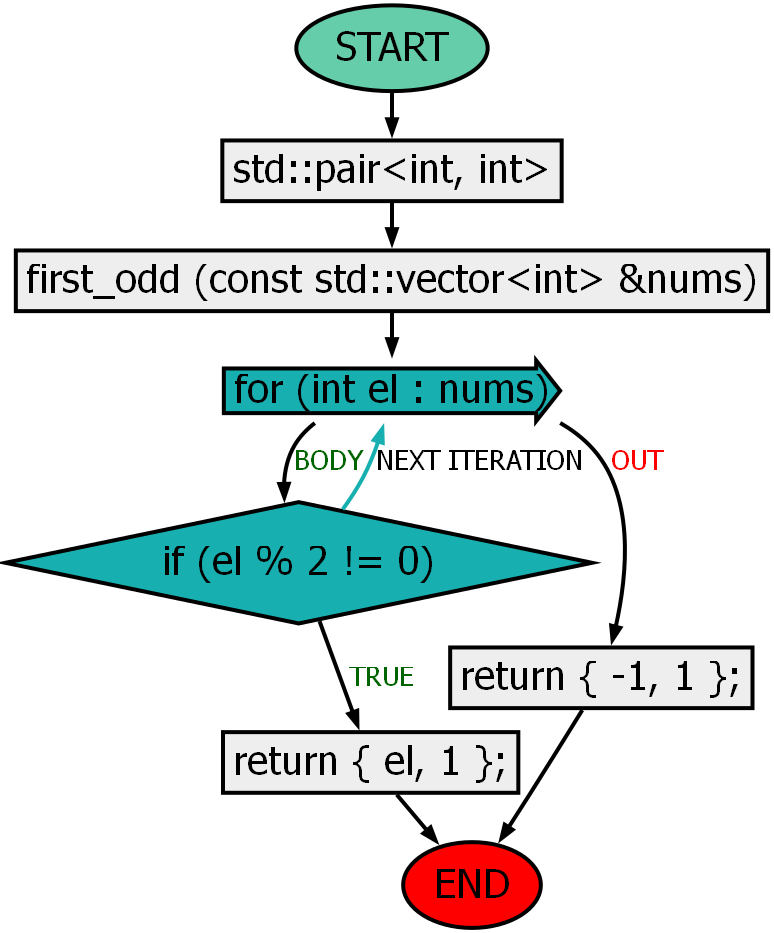 START
std::pair<int, int>
first_odd (const std::vector<int> &nums)
for (int el : nums)
BODY
NEXT ITERATION
OUT
if (el % 2 != 0)
TRUE
return { -1, 1 };
return { el, 1 };
END